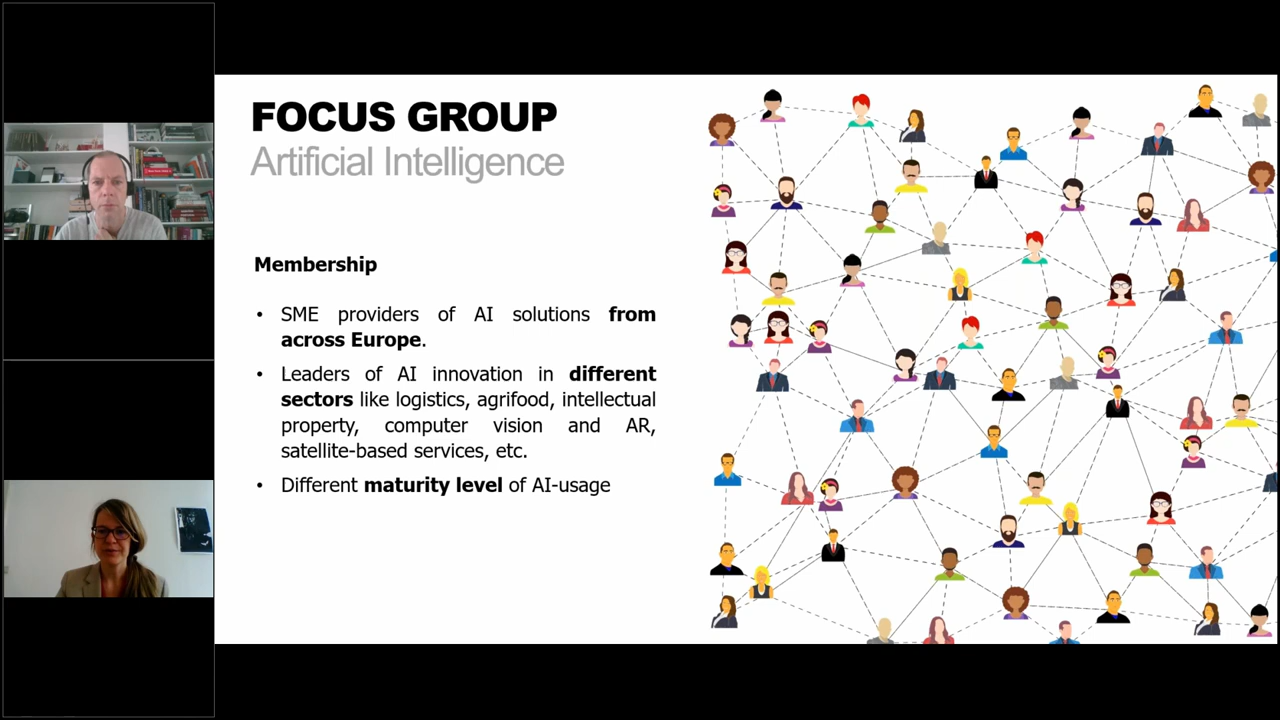 FOCUS GROUP
Artificial Intelligence
Membership
• SME providers of AI solutions from
across Europe.
• Leaders of AI innovation in different
sectors like logistics, agrifood, intellectual
property, computer vision and AR,
satellite-based services, etc.
• Different maturity level of AI-usage